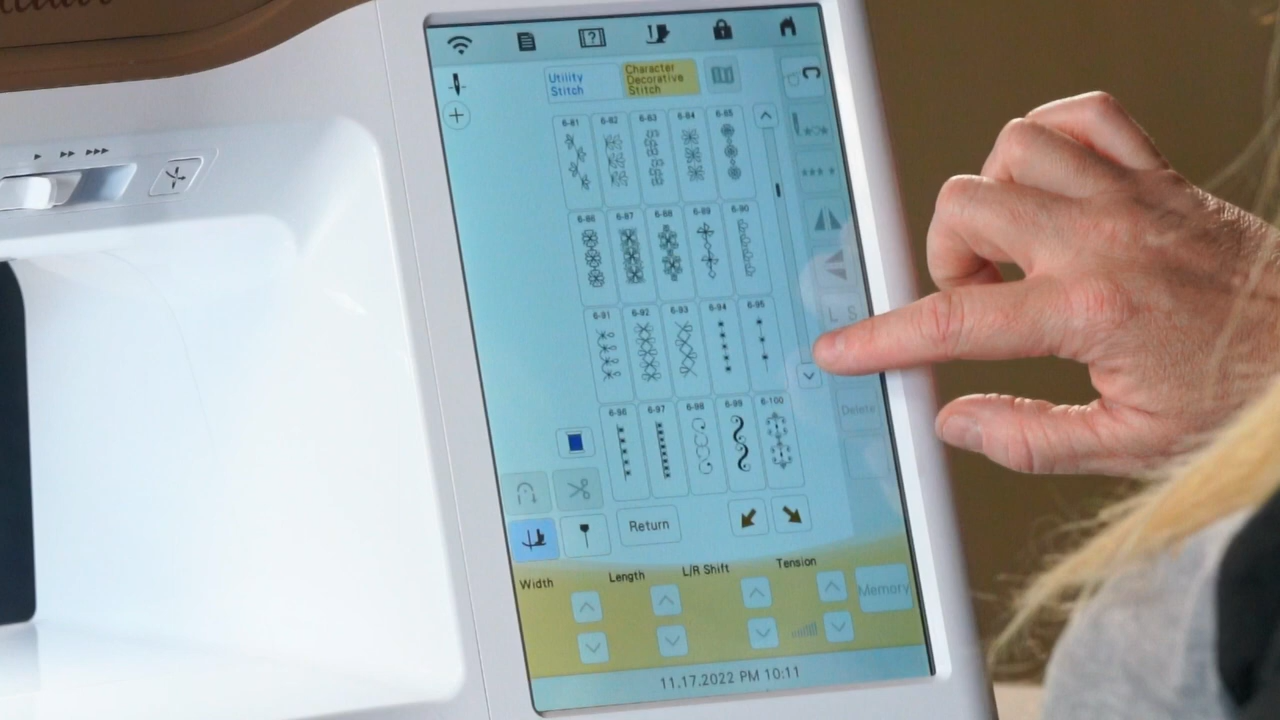 Utility
Stitch
Character
Decorative
Stitch
6-81 6-82 6-83 6-84 6-85
6-86 6-87 6-88 6-89 6-90
L S
6-91 6-92 6-93 6-94 6-95
Delete
6-96 6-97 6-98 6-99 6-100
Return
Width Length L/R Shift Tension
Memory
11.17.2022 PM 10:11